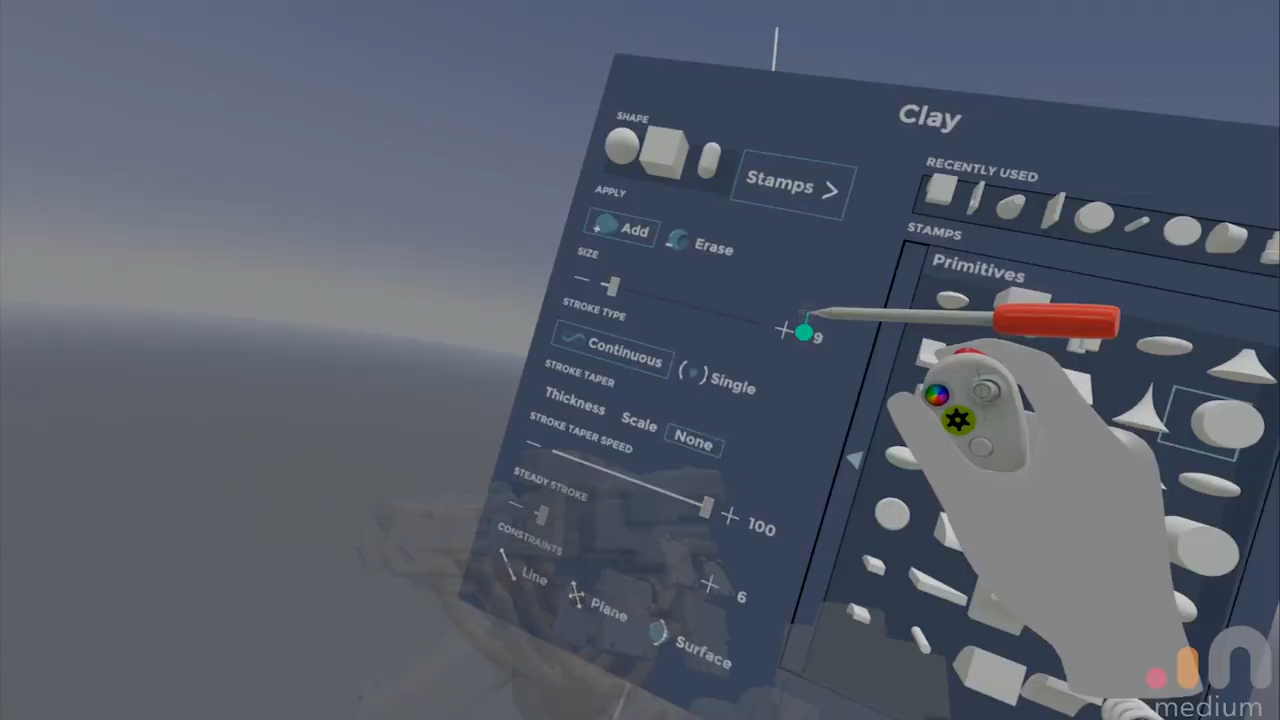 Clay
SHAPE
Stamps >
APPLY
Add
Erase
SIZE
9
STROKE TYPE
Continuous
Single
STROKE TAPER
Thickness
Scale
None
STROKE TAPER SPEED
100
STEADY STROKE
6
CONSTRAINTS
Line
Plane
Surface
RECENTLY USED
STAMPS
Primitives
medium